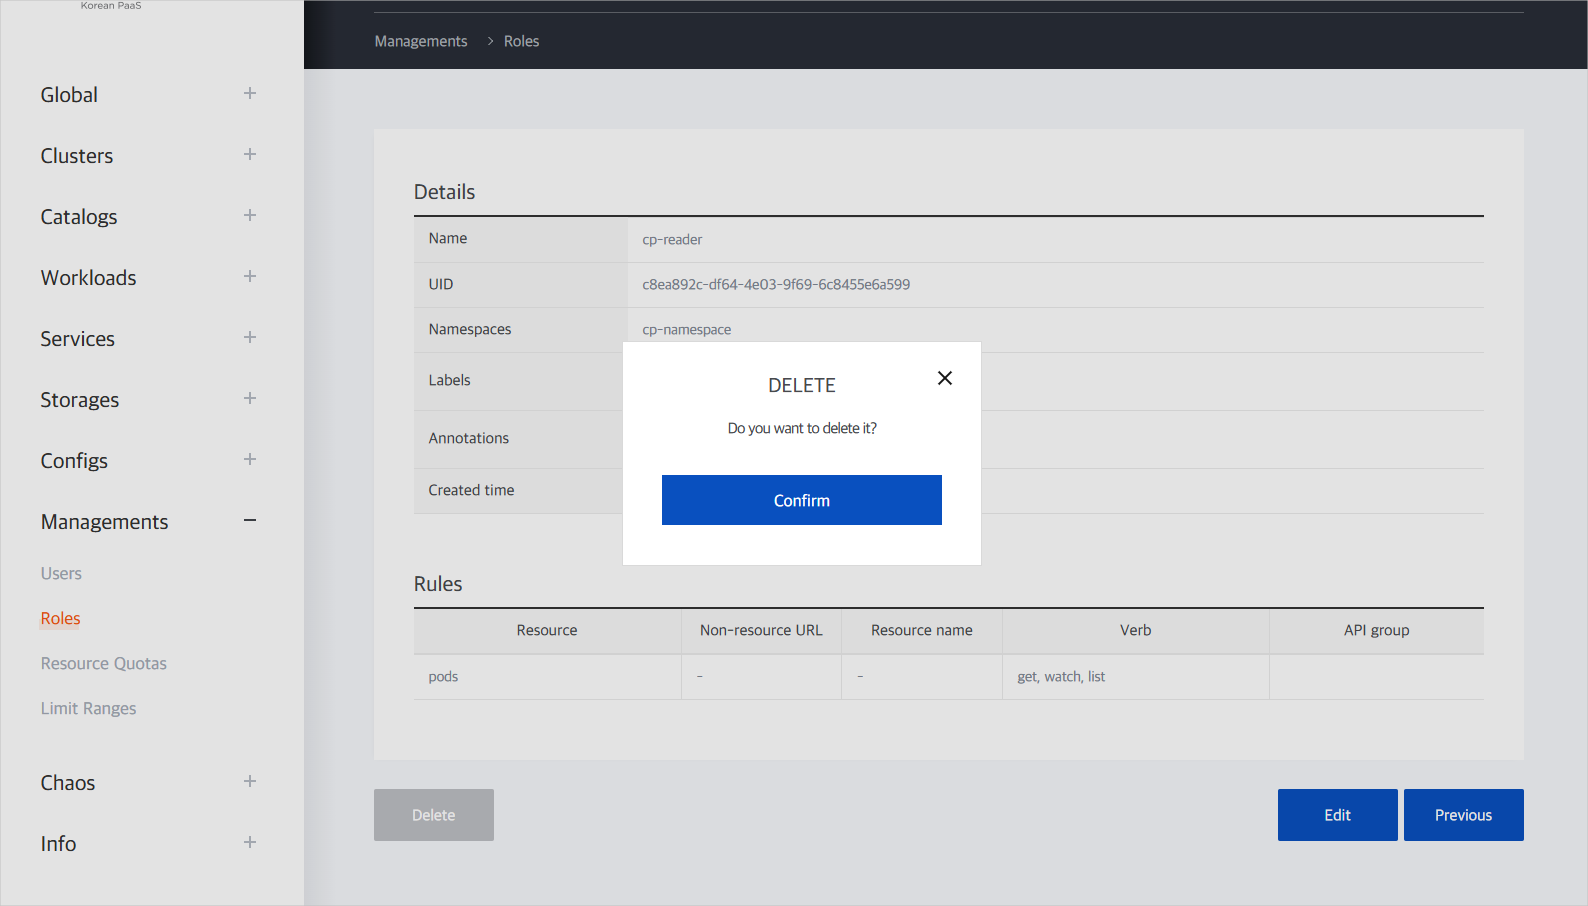 Korean PaaS
Managements > Roles
Global
Clusters
Catalogs
Workloads
Services
Storages
Configs
Managements
Users
Roles
Resource Quotas
Limit Ranges
Chaos
Info
Details
Name cp-reader
UID c8ea892c-df64-4e03-9f69-6c8455e6a599
Namespaces cp-namespace
Labels
Annotations
Created time
DELETE
Do you want to delete it?
Confirm
Rules
Resource Non-resource URL Resource name Verb API group
pods - - get, watch, list
Delete Edit Previous